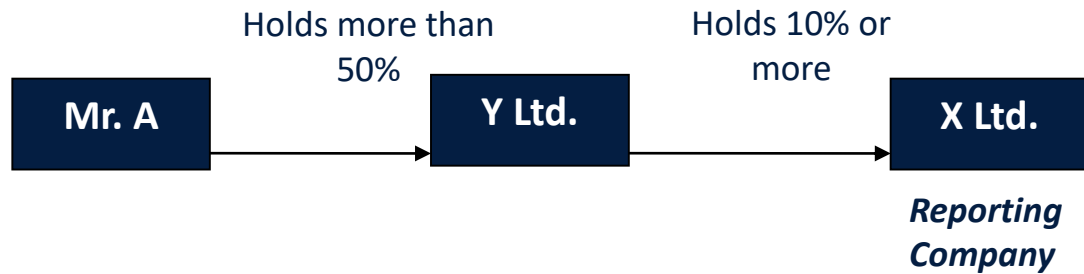 Holds more than
50%
Holds 10% or
more
Mr. A
Y Ltd.
X Ltd.
Reporting
Company